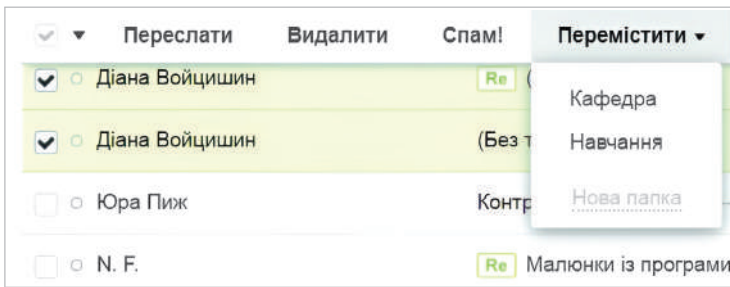 Переслати Видалити Спам! Перемістити
Діана Войцишин Re (
Кафедра
Діана Войцишин (Без т
Навчання
Юра Пиж Контр
Нова папка
N. F. Re Малюнки із програми